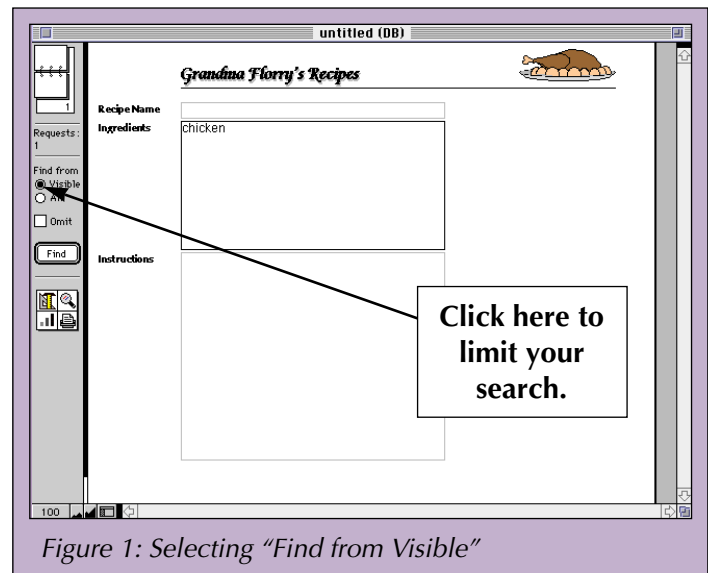 untitled (DB)
Grandma Florry's Recipes
1
Requests:
1
Find from
Visible
All
Omit
Find
Recipe Name
Ingredients
chicken
Instructions
Click here to
limit your
search.
100
Figure 1: Selecting “Find from Visible”